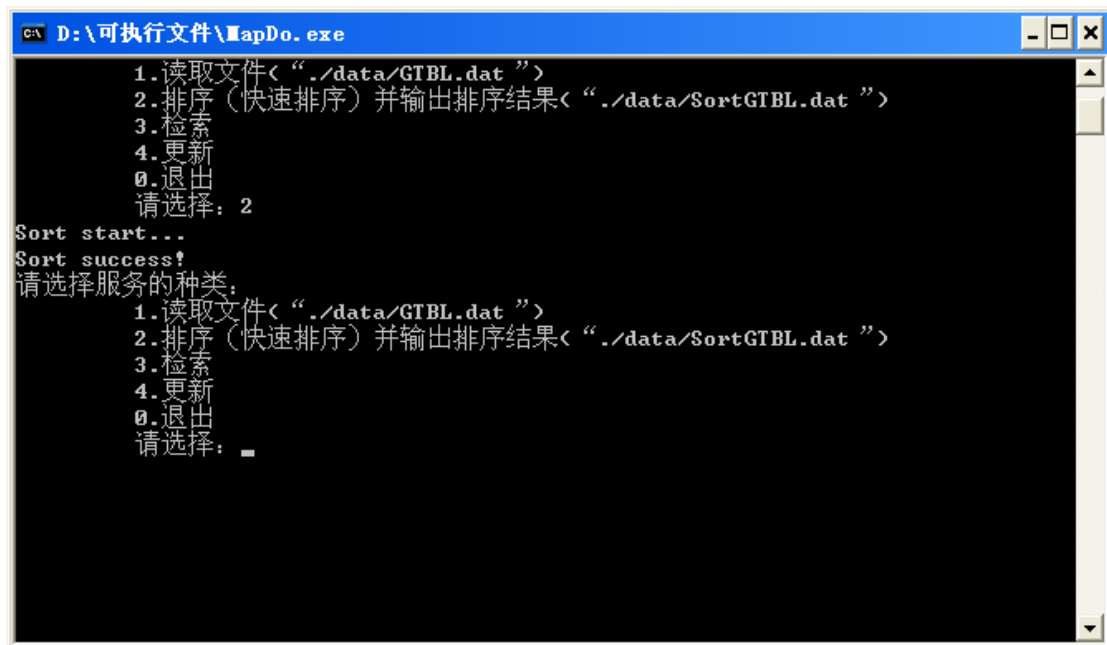 D:\可执行文件\MapDo.exe
1.读取文件(“./data/GTBL.dat ”)
2.排序（快速排序）并输出排序结果(“./data/SortGTBL.dat ”)
3.检索
4.更新
0.退出
请选择：2
Sort start...
Sort success!
请选择服务的种类：
1.读取文件(“./data/GTBL.dat ”)
2.排序（快速排序）并输出排序结果(“./data/SortGTBL.dat ”)
3.检索
4.更新
0.退出
请选择：